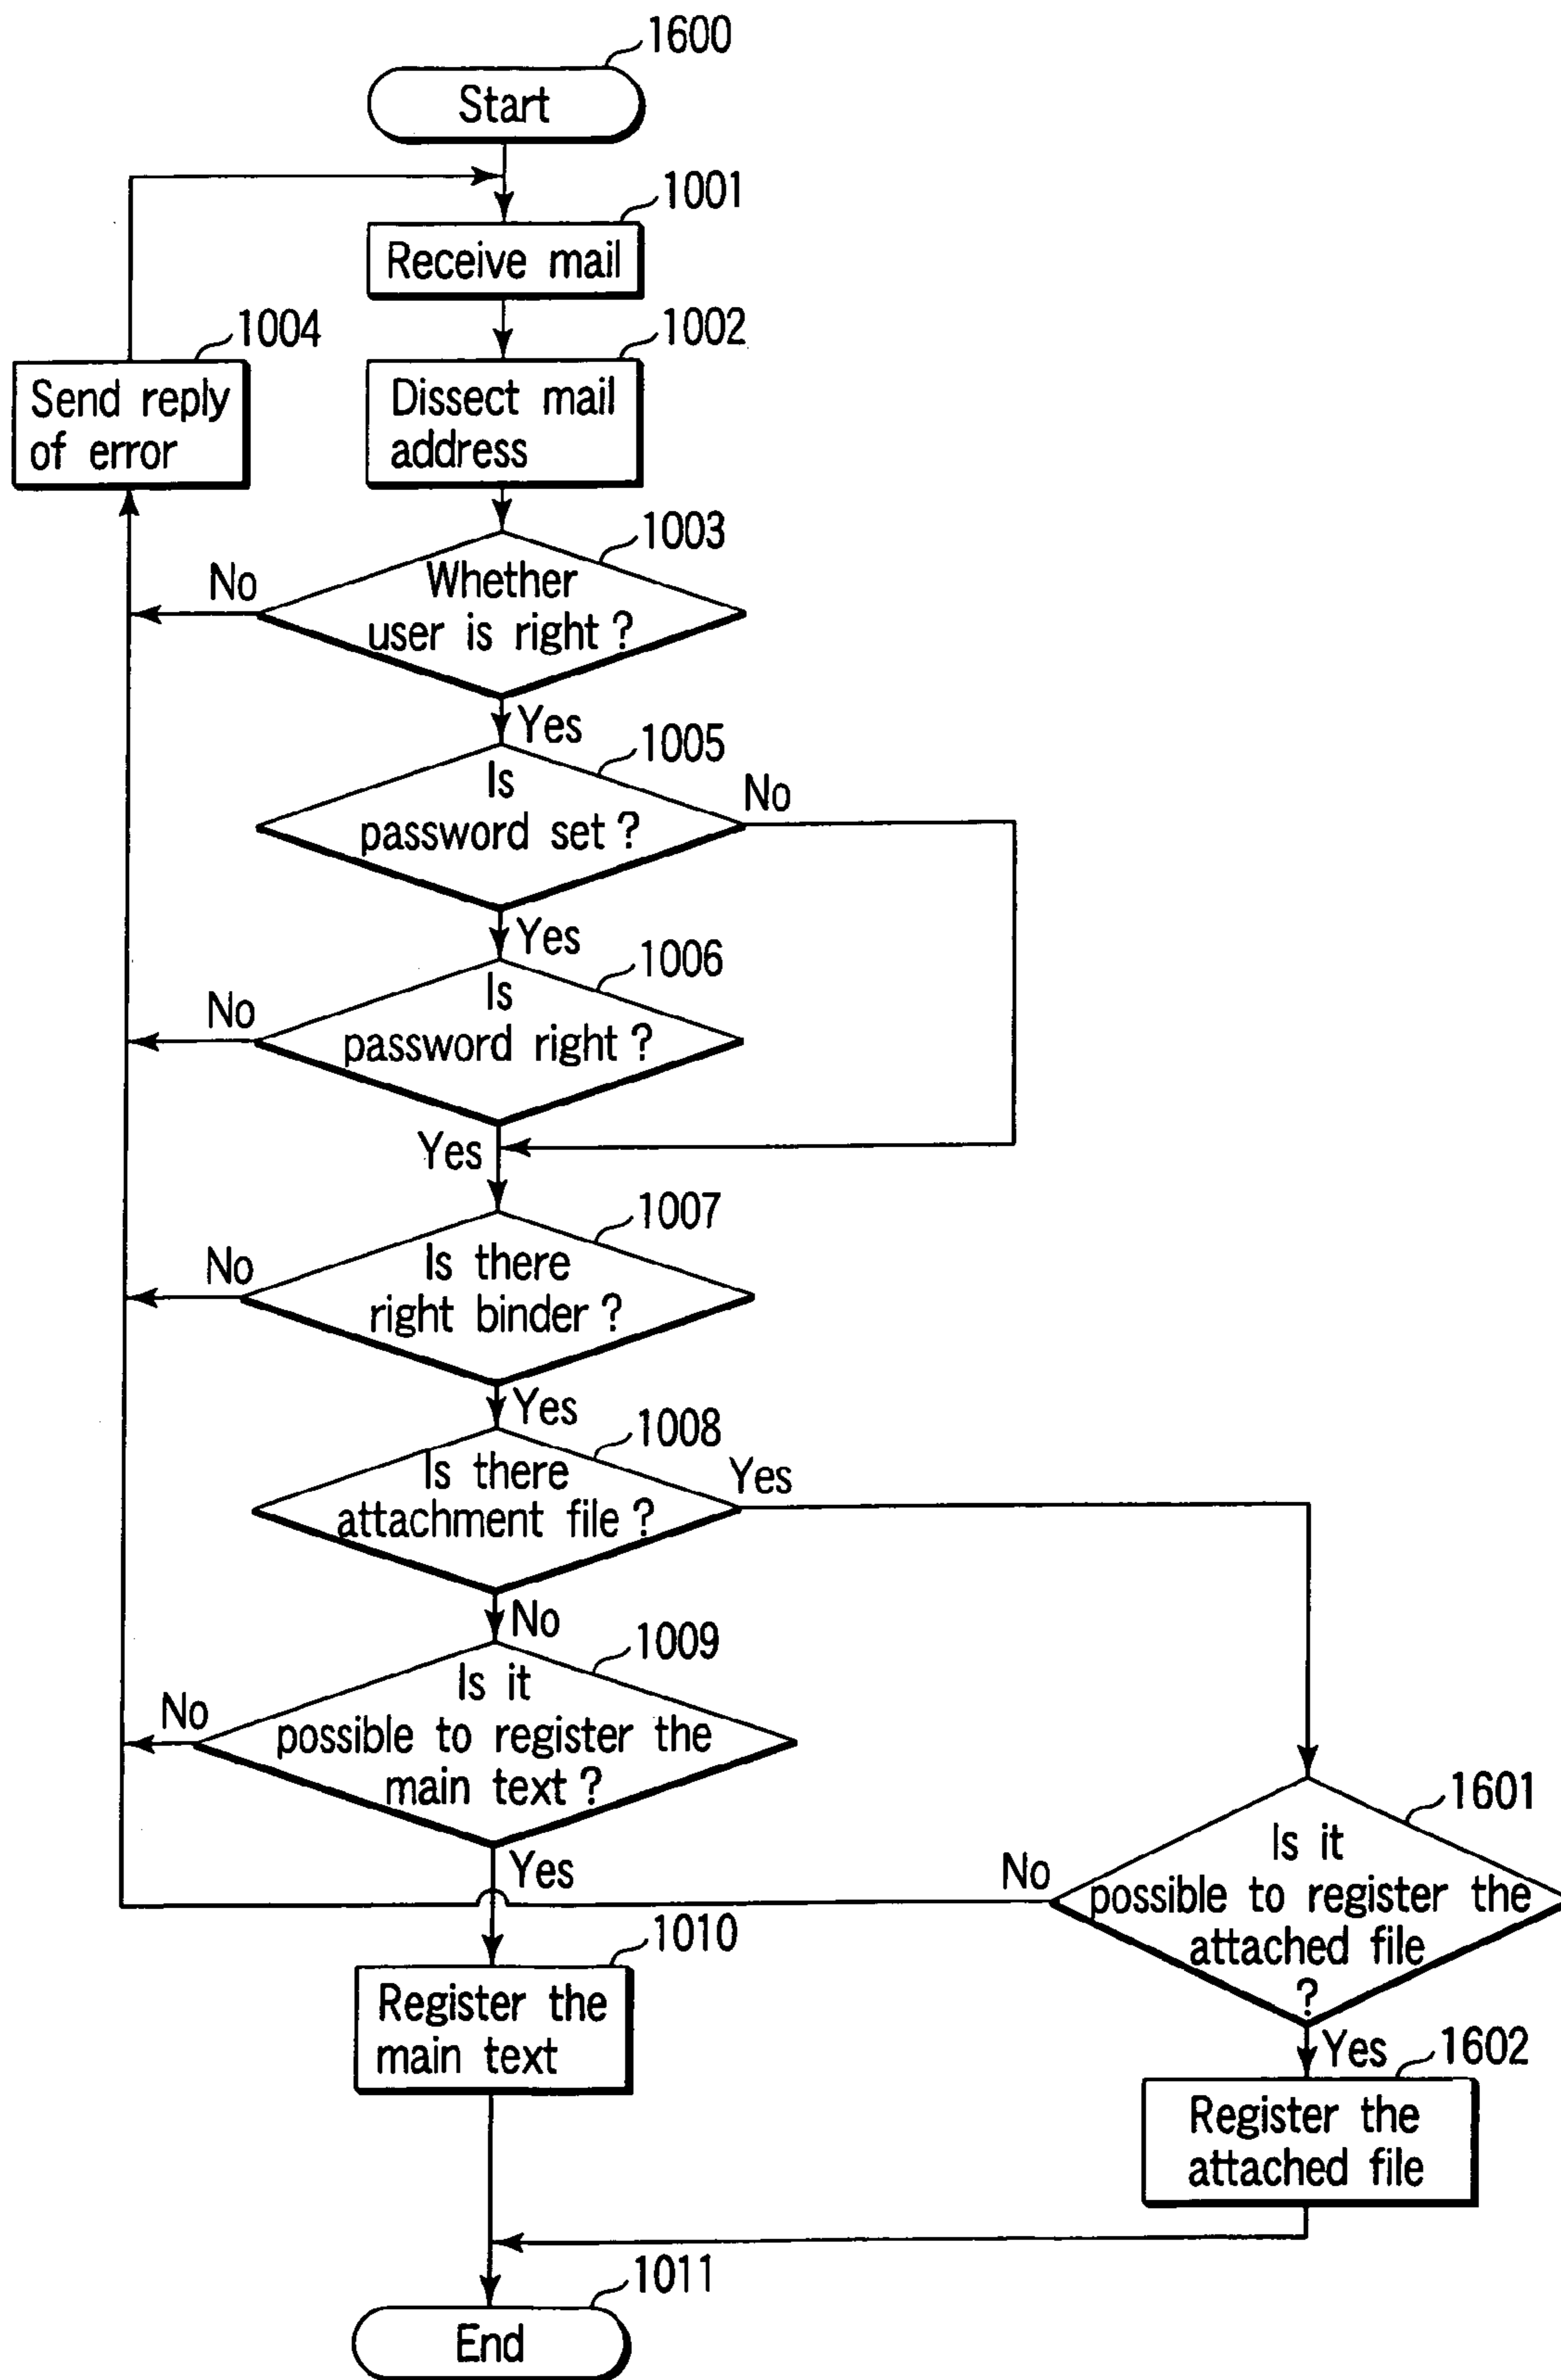 1600
Start
1001
Receive mail
1004
1002
Send reply
of error
Dissect mail
address
1003
No
Whether
user is right ?
Yes
1005
Is
password set ?
No
Yes
1006
Is
password right ?
No
Yes
1007
Is there
right binder ?
No
Yes
1008
Is there
attachment file ?
Yes
No
1009
Is it
possible to register the
main text ?
No
Yes
1601
Is it
possible to register the
attached file
?
No
Yes
1010
Register the
main text
1602
Register the
attached file
1011
End